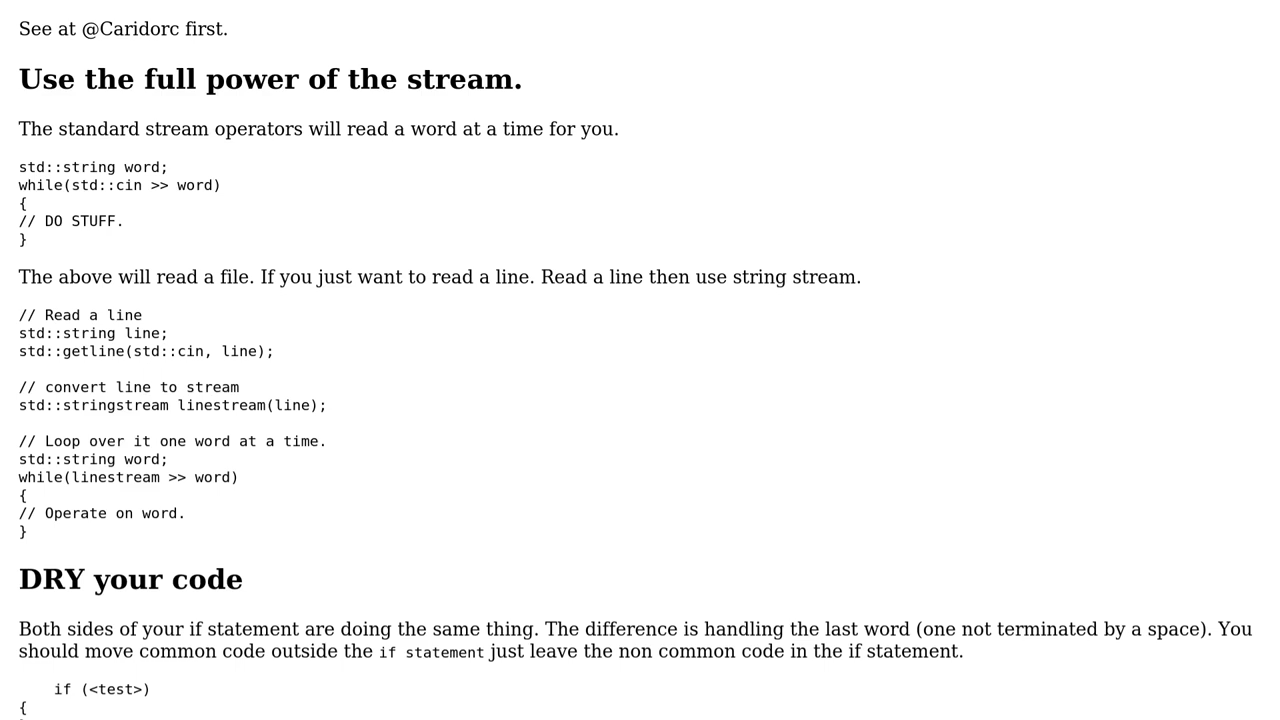 See at @Caridorc first.
Use the full power of the stream.
The standard stream operators will read a word at a time for you.
std::string word;
while(std::cin >> word)
{
// DO STUFF.
}
The above will read a file. If you just want to read a line. Read a line then use string stream.
// Read a line
std::string line;
std::getline(std::cin, line);
// convert line to stream
std::stringstream linestream(line);
// Loop over it one word at a time.
std::string word;
while(linestream >> word)
{
// Operate on word.
}
DRY your code
Both sides of your if statement are doing the same thing. The difference is handling the last word (one not terminated by a space). You
should move common code outside the if statement just leave the non common code in the if statement.
if (<test>)
{